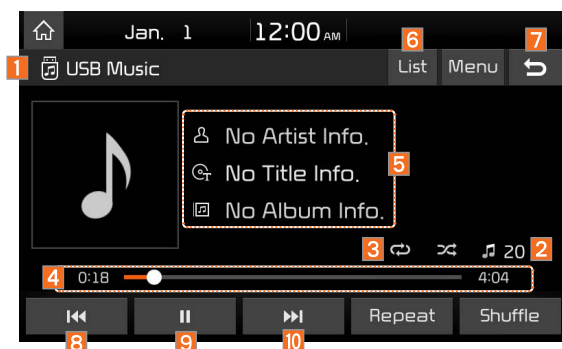 Jan. 1 12:00 AM
6 7
1 USB Music List Menu
No Artist Info.
No Title Info. 5
No Album Info.
3 20 2
4 0:18 4:04
Repeat Shuffle
8 9 10